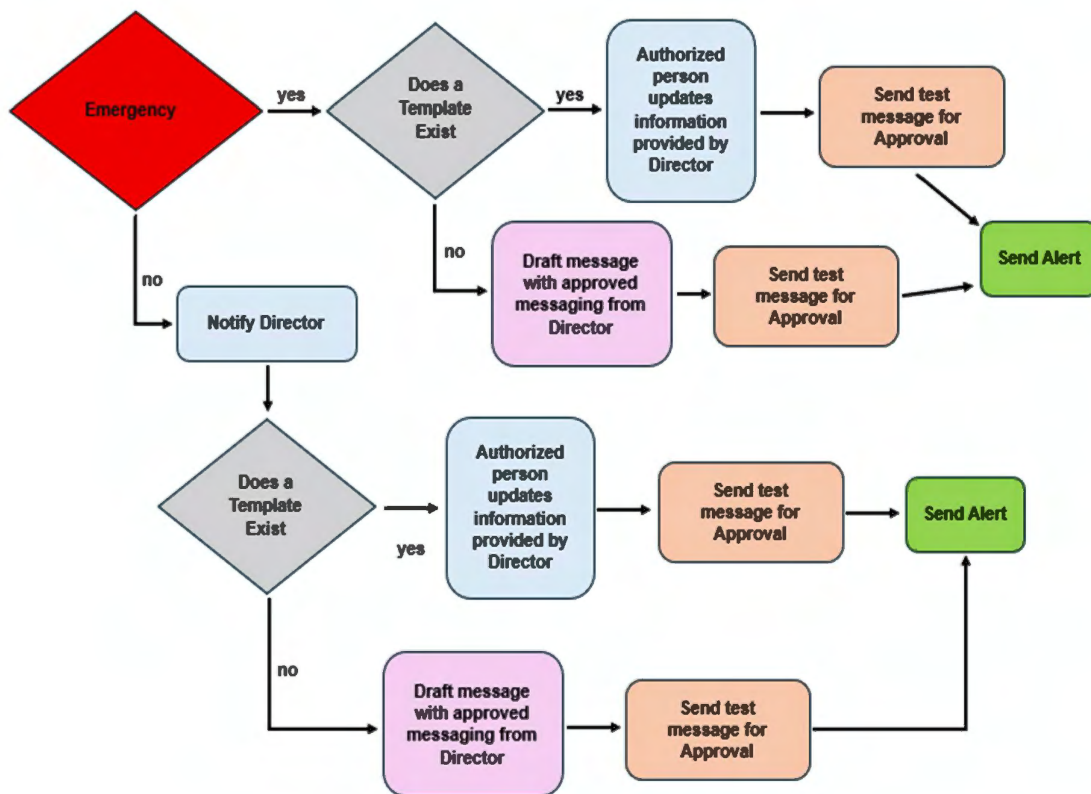 Emergency
yes
Does a
Template
Exist
yes
Authorized
person
updates
information
provided by
Director
Send test
message for
Approval
no
no
Draft message
with approved
messaging from
Director
Send test
message for
Approval
Send Alert
Notify Director
Does a
Template
Exist
yes
Authorized
person
updates
information
provided by
Director
Send test
message for
Approval
Send Alert
no
Draft message
with approved
messaging from
Director
Send test
message for
Approval